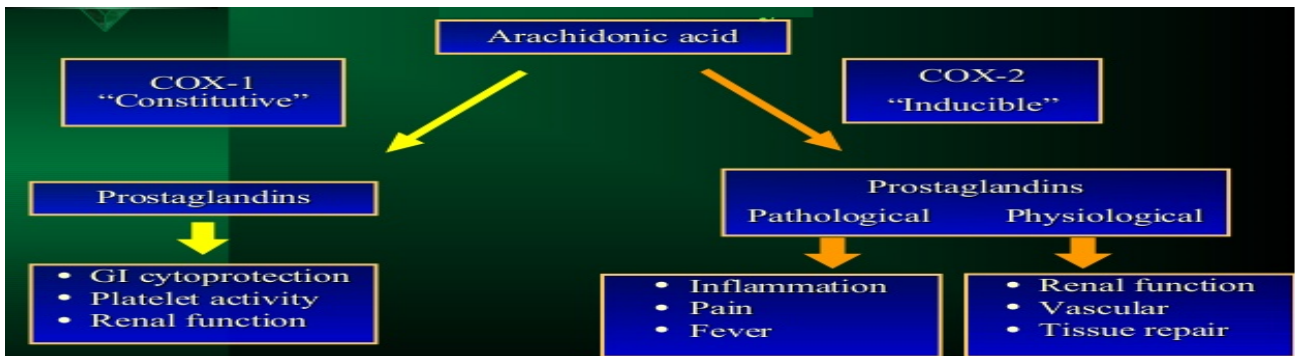 Arachidonic acid
COX-1
“Constitutive”
COX-2
“Inducible”
Prostaglandins
• GI cytoprotection
• Platelet activity
• Renal function
Prostaglandins
Pathological Physiological
• Inflammation
• Pain
• Fever
• Renal function
• Vascular
• Tissue repair